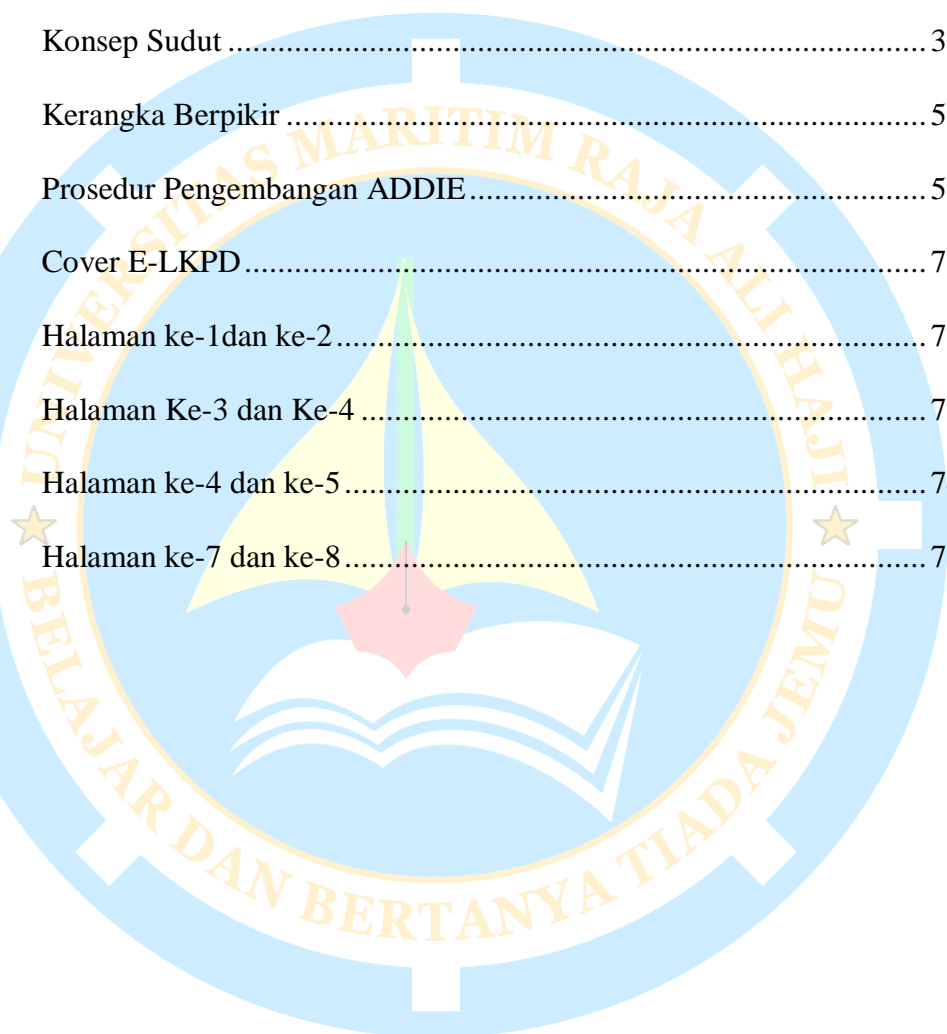 Konsep Sudut ........................................................................................ 3
Kerangka Berpikir ................................................................................. 5
Prosedur Pengembangan ADDIE.......................................................... 5
Cover E-LKPD...................................................................................... 7
Halaman ke-1dan ke-2.......................................................................... 7
Halaman Ke-3 dan Ke-4 ....................................................................... 7
Halaman ke-4 dan ke-5......................................................................... 7
Halaman ke-7 dan ke-8......................................................................... 7
UNIVERSITAS MARITIM RAJA ALI HAJI
BELAJAR DAN BERTANYA TIADA JEMU